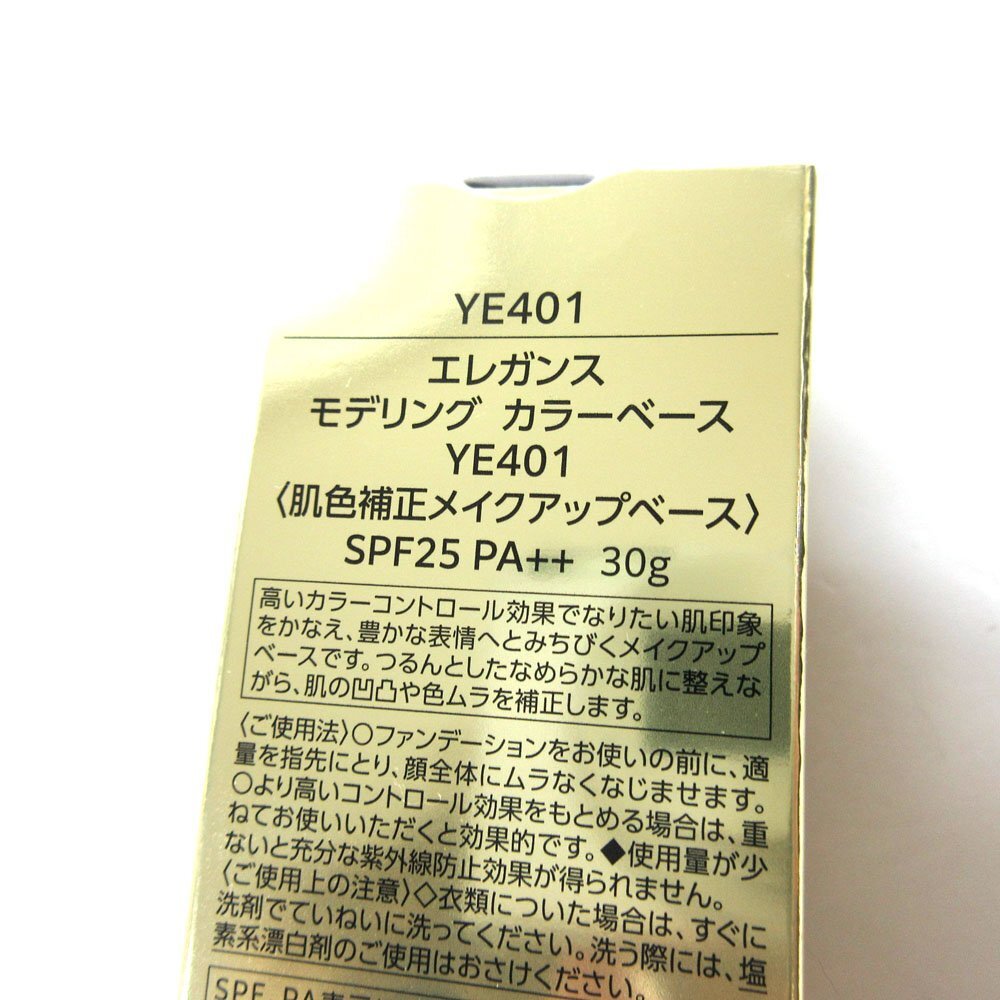 YE401
エレガンス
モデリング カラーベース
YE401
〈肌色補正メイクアップベース〉
SPF25 PA++ 30g
高いカラーコントロール効果でなりたい肌印象
をかなえ、豊かな表情へとみちびくメイクアップ
ベースです。つるんとしたなめらかな肌に整えな
がら、肌の凹凸や色ムラを補正します。
〈ご使用法〉○ファンデーションをお使いの前に、適
量を指先にとり、顔全体にムラなくなじませます。
○より高いコントロール効果をもとめる場合は、重
ねてお使いいただくと効果的です。◆使用量が少
ないと充分な紫外線防止効果が得られません。
〈ご使用上の注意〉◇衣類についた場合は、すぐに
洗剤でていねいに洗ってください。洗う際には、塩
素系漂白剤のご使用はおさけください。
SPF、PA表示